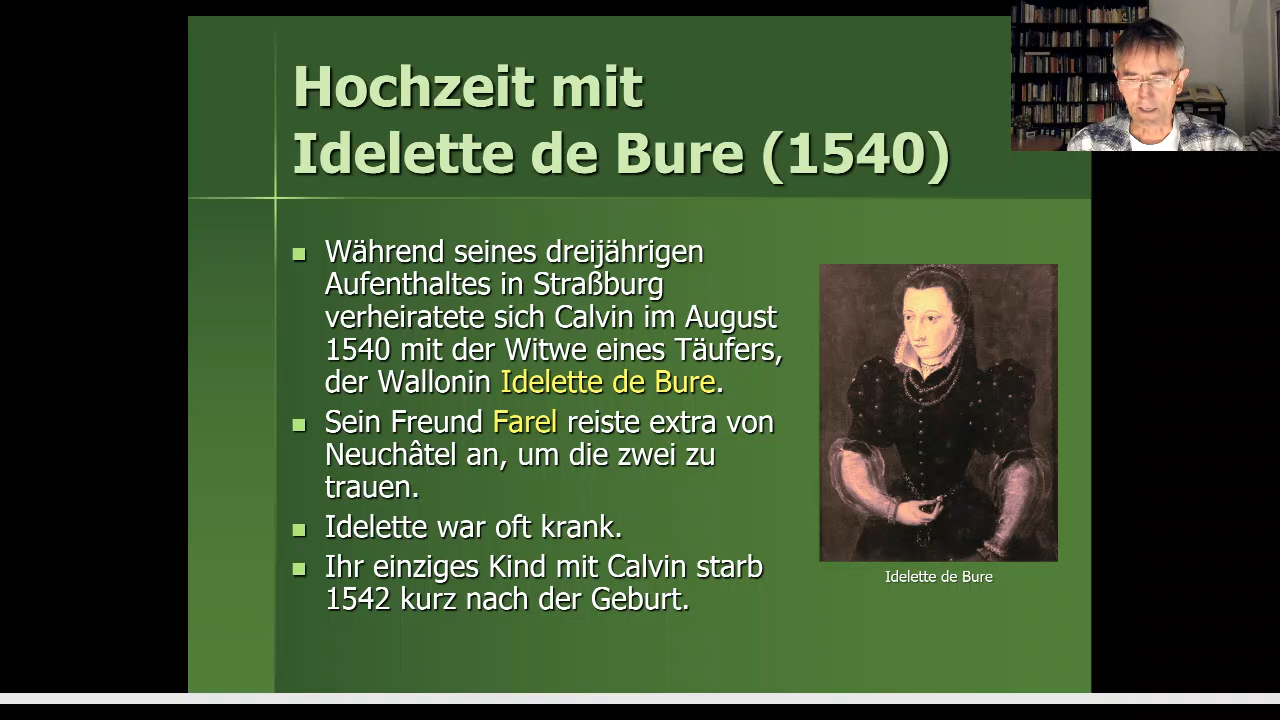 Hochzeit mit
Idelette de Bure (1540)
Während seines dreijährigen
Aufenthaltes in Straßburg
verheiratete sich Calvin im August
1540 mit der Witwe eines Täufers,
der Wallonin Idelette de Bure.
Sein Freund Farel reiste extra von
Neuchâtel an, um die zwei zu
trauen.
Idelette war oft krank.
Ihr einziges Kind mit Calvin starb
1542 kurz nach der Geburt.
Idelette de Bure